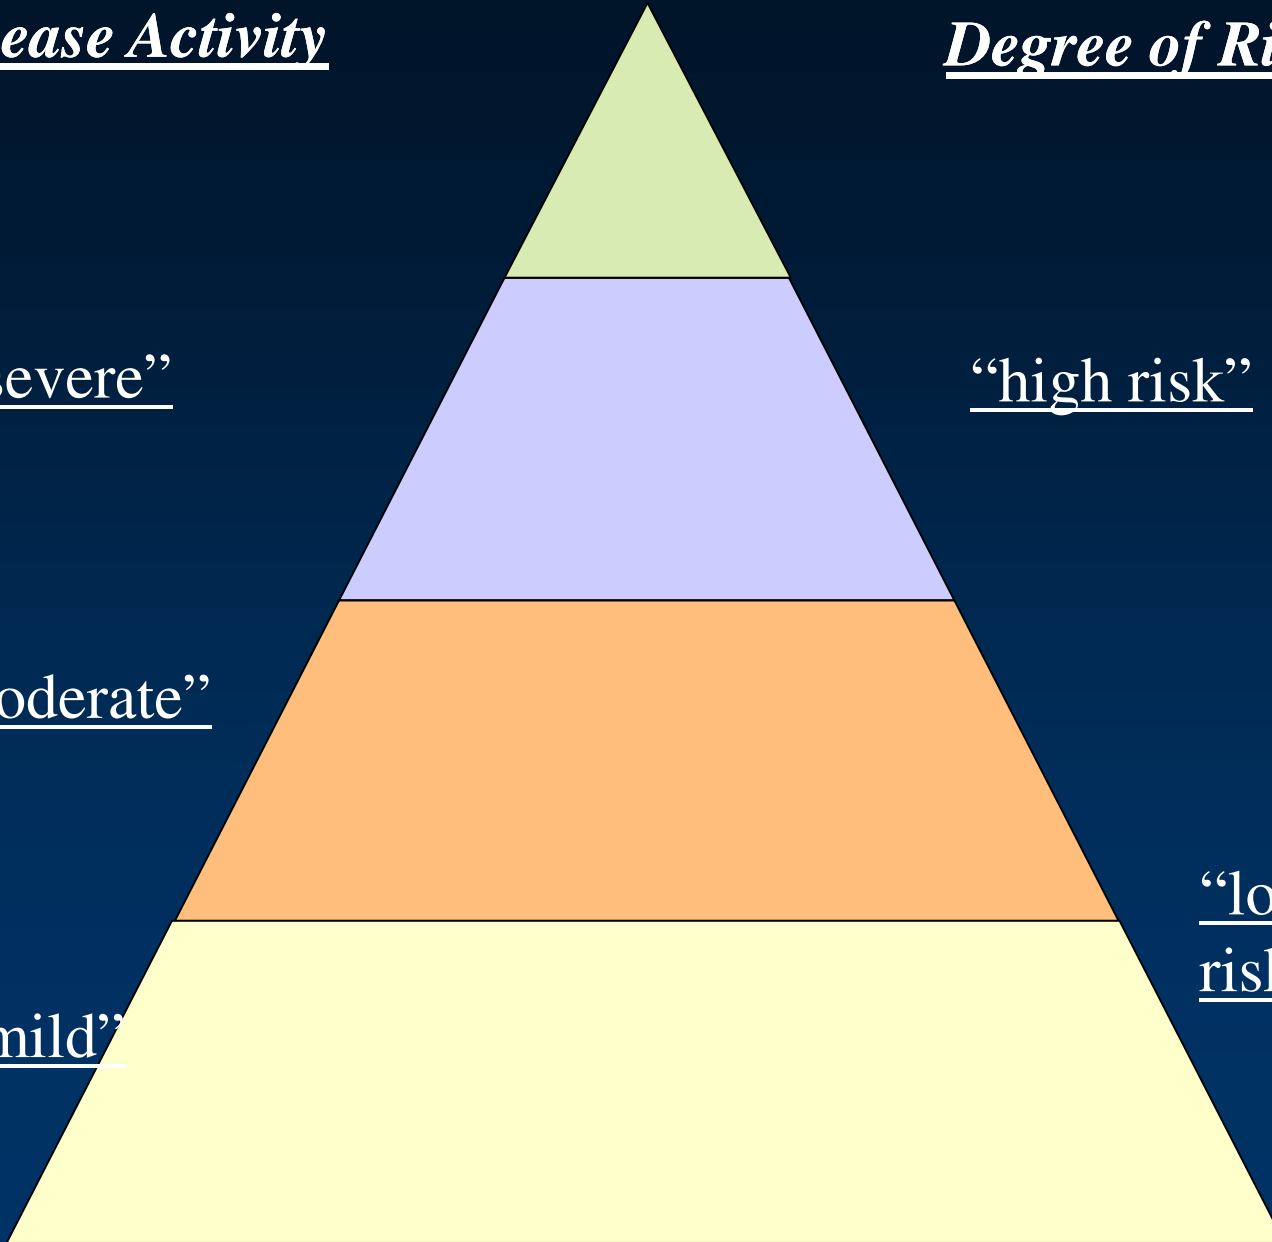 ease Activity
Degree of Ri
severe”
“high risk”
oderate”
“lo
risl
mild”